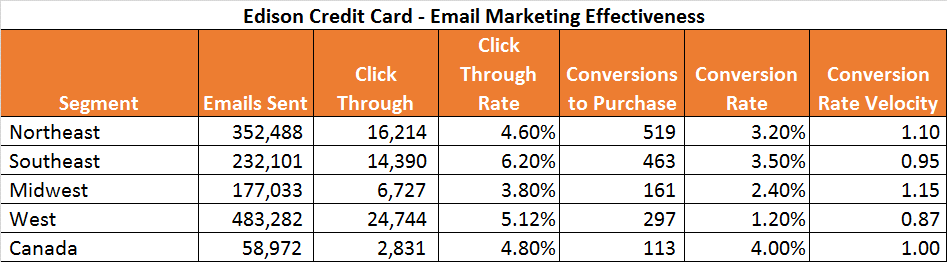 Edison Credit Card - Email Marketing Effectiveness
Segment Emails Sent Click Through Click Through Rate Conversions to Purchase Conversion Rate Conversion Rate Velocity
Northeast 352,488 16,214 4.60% 519 3.20% 1.10
Southeast 232,101 14,390 6.20% 463 3.50% 0.95
Midwest 177,033 6,727 3.80% 161 2.40% 1.15
West 483,282 24,744 5.12% 297 1.20% 0.87
Canada 58,972 2,831 4.80% 113 4.00% 1.00